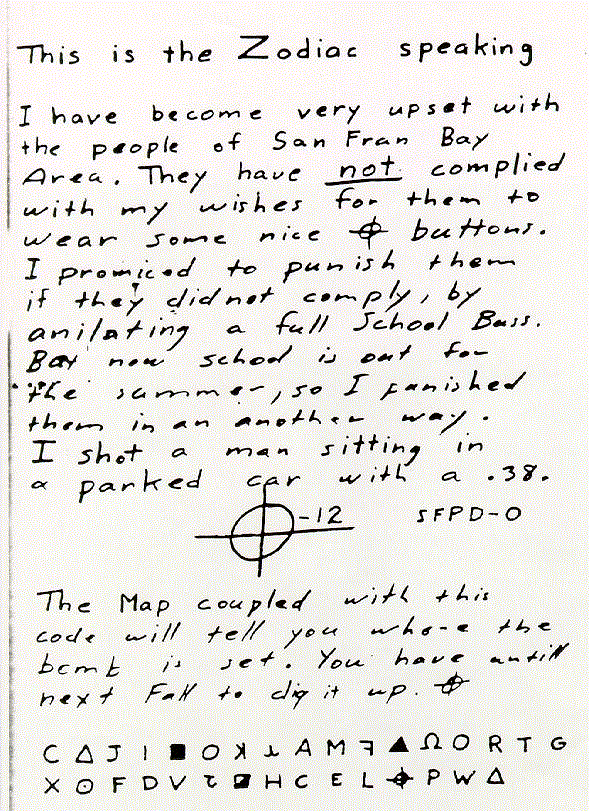 This is the Zodiac speaking
I have become very upset with
the people of San Fran Bay
Area. They have not complied
with my wishes for them to
wear some nice ⌖ buttons.
I promiced to punish them
if they did not comply, by
anilating a full School Buss.
But now school is out for
the summer, so I punished
them in an another way.
I shot a man sitting in
a parked car with a .38.
⌖-12 SFPD-0
The Map coupled with this
code will tell you where the
bomb is set. You have untill
next Fall to dig it up. ⌖
C Δ J I ■ O ʞ ⅄ A M ꟻ ▲ Ω O R T G
X ⊙ F D V Ƨ ◪ H C E L ⌖ P W Δ